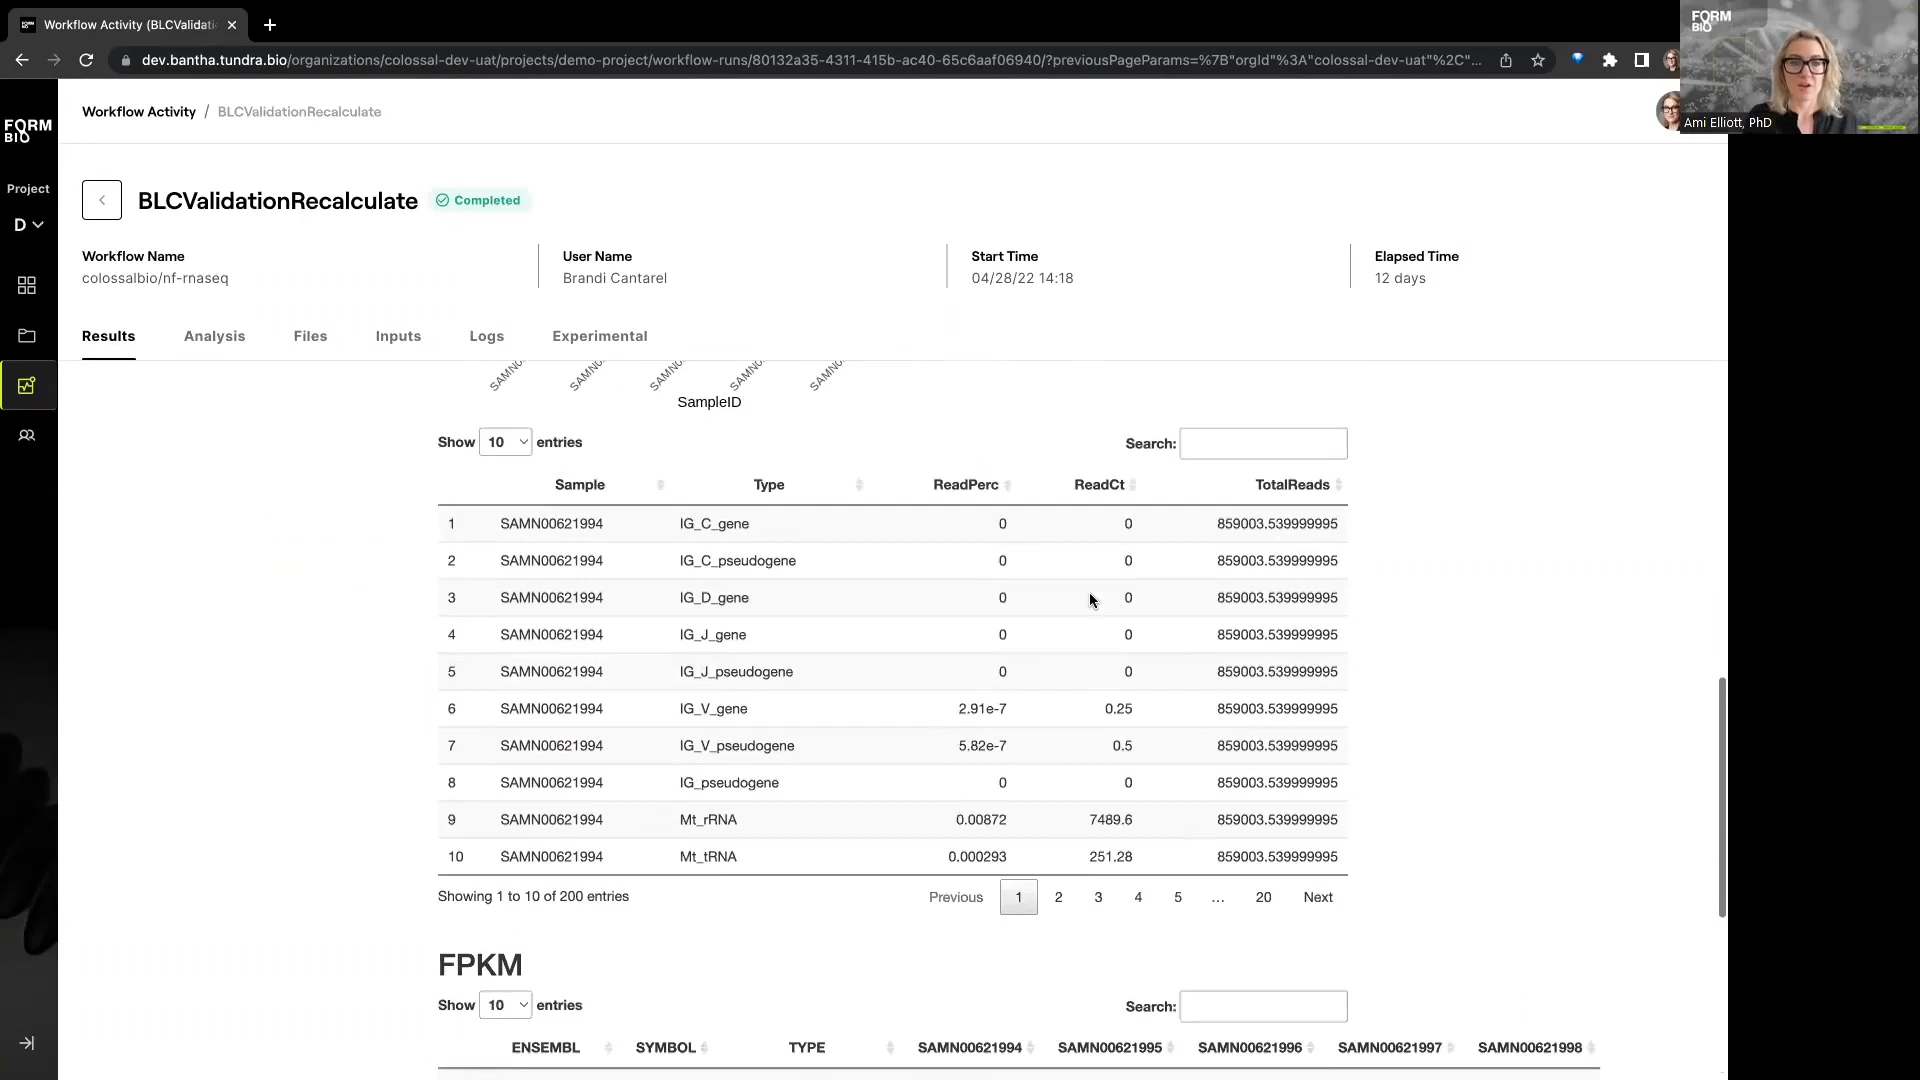 Workflow Activity (BLCValidati
dev.bantha.tundra.bio/organizations/colossal-dev-uat/projects/demo-project/workflow-runs/80132a35-4311-415b-ac40-65c6aaf06940/?previousPageParams=%7B"orgId"%3A"colossal-dev-uat"%2C"...
FORM BIO
Ami Elliott, PhD
FORM BIO
Project
D
Workflow Activity / BLCValidationRecalculate
BLCValidationRecalculate Completed
Workflow Name User Name Start Time Elapsed Time
colossalbio/nf-rnaseq Brandi Cantarel 04/28/22 14:18 12 days
Results Analysis Files Inputs Logs Experimental
SAMN0 SAMN0 SAMN0 SAMN0 SAMN0
SampleID
Show 10 entries Search:
Sample Type ReadPerc ReadCt TotalReads
1 SAMN00621994 IG_C_gene 0 0 859003.539999995
2 SAMN00621994 IG_C_pseudogene 0 0 859003.539999995
3 SAMN00621994 IG_D_gene 0 0 859003.539999995
4 SAMN00621994 IG_J_gene 0 0 859003.539999995
5 SAMN00621994 IG_J_pseudogene 0 0 859003.539999995
6 SAMN00621994 IG_V_gene 2.91e-7 0.25 859003.539999995
7 SAMN00621994 IG_V_pseudogene 5.82e-7 0.5 859003.539999995
8 SAMN00621994 IG_pseudogene 0 0 859003.539999995
9 SAMN00621994 Mt_rRNA 0.00872 7489.6 859003.539999995
10 SAMN00621994 Mt_tRNA 0.000293 251.28 859003.539999995
Showing 1 to 10 of 200 entries Previous 1 2 3 4 5 ... 20 Next
FPKM
Show 10 entries Search:
ENSEMBL SYMBOL TYPE SAMN00621994 SAMN00621995 SAMN00621996 SAMN00621997 SAMN00621998